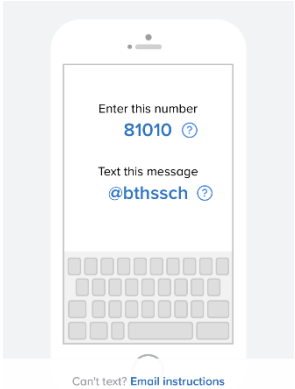 Enter this number
81010 ?
Text this message
@bthssch ?
Can't text? Email instructions